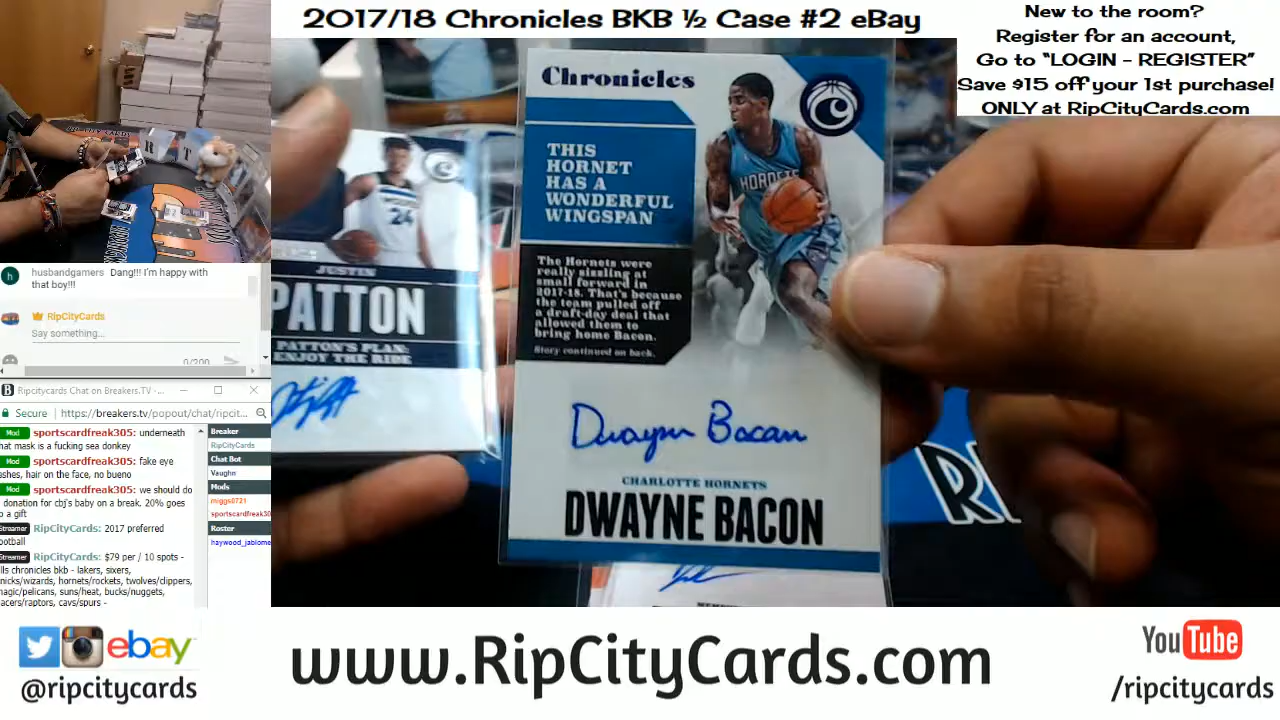 2017/18 Chronicles BKB ½ Case #2 eBay
New to the room?
Register for an account,
Go to “LOGIN - REGISTER”
Save $15 off your 1st purchase!
ONLY at RipCityCards.com
Chronicles
THIS
HORNET
HAS A
WONDERFUL
WINGSPAN
The Hornets were
really sizzling at
small forward in
2017-18. That's because
the team pulled off
a draft-day deal that
allowed them to
bring home Bacon.
Story continued on back.
HORNETS
Dwayne Bacon
CHARLOTTE HORNETS
DWAYNE BACON
24
JUSTIN
PATTON
PATTON'S PLAN:
ENJOY THE RIDE
h
husbandgamers Dang!!! I'm happy with
that boy!!!
RipCityCards
Say something...
0/200
Ripcitycards Chat on Breakers.TV - ...
Secure https://breakers.tv/popout/chat/ripcit...
Mod sportscardfreak305: underneath
hat mask is a fucking sea donkey
Mod sportscardfreak305: fake eye
ashes, hair on the face, no bueno
Mod sportscardfreak305: we should do
donation for cbj's baby on a break. 20% goes
o a gift
Streamer RipCityCards: 2017 preferred
ootball
Streamer RipCityCards: $79 per / 10 spots -
lls chronicles bkb - lakers, sixers,
nicks/wizards, hornets/rockets, twolves/clippers,
magic/pelicans, suns/heat, bucks/nuggets,
acers/raptors, cavs/spurs -
Breaker
RipCityCards
Chat Bot
Vaughn
Mods
miggs0721
sportscardfreak30
Roster
haywood_jablome
ebay
@ripcitycards
www.RipCityCards.com
YouTube
/ripcitycards